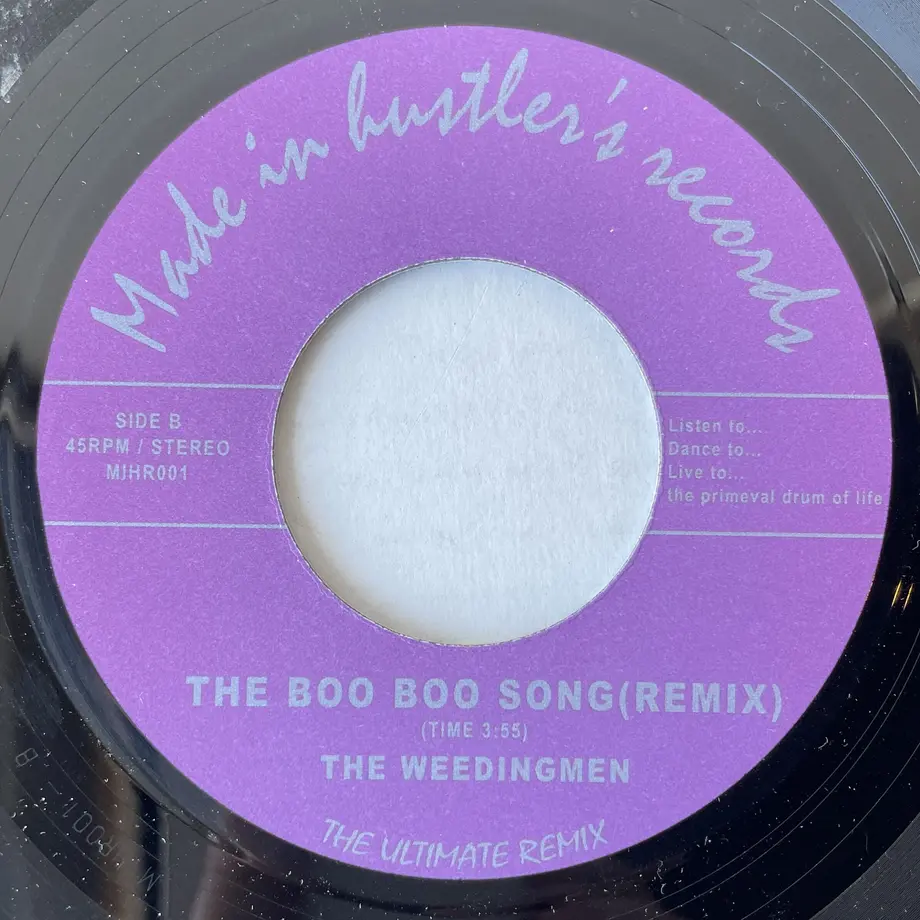 Made in hustler's records
SIDE B
45RPM / STEREO
MJHR001
Listen to...
Dance to...
Live to...
the primeval drum of life
THE BOO BOO SONG(REMIX)
(TIME 3:55)
THE WEEDINGMEN
THE ULTIMATE REMIX